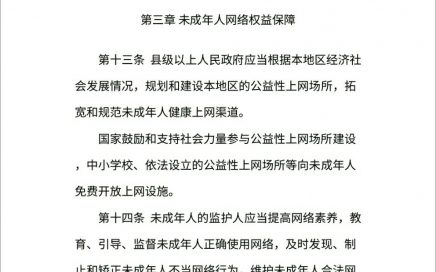 第三章 未成年人网络权益保障
第十三条 县级以上人民政府应当根据本地区经济社
会发展情况，规划和建设本地区的公益性上网场所，拓
宽和规范未成年人健康上网渠道。
国家鼓励和支持社会力量参与公益性上网场所建设
，中小学校、依法设立的公益性上网场所等向未成年人
免费开放上网设施。
第十四条 未成年人的监护人应当提高网络素养，教
育、引导、监督未成年人正确使用网络，及时发现、制
止和矫正未成年人不当网络行为，维护未成年人合法网